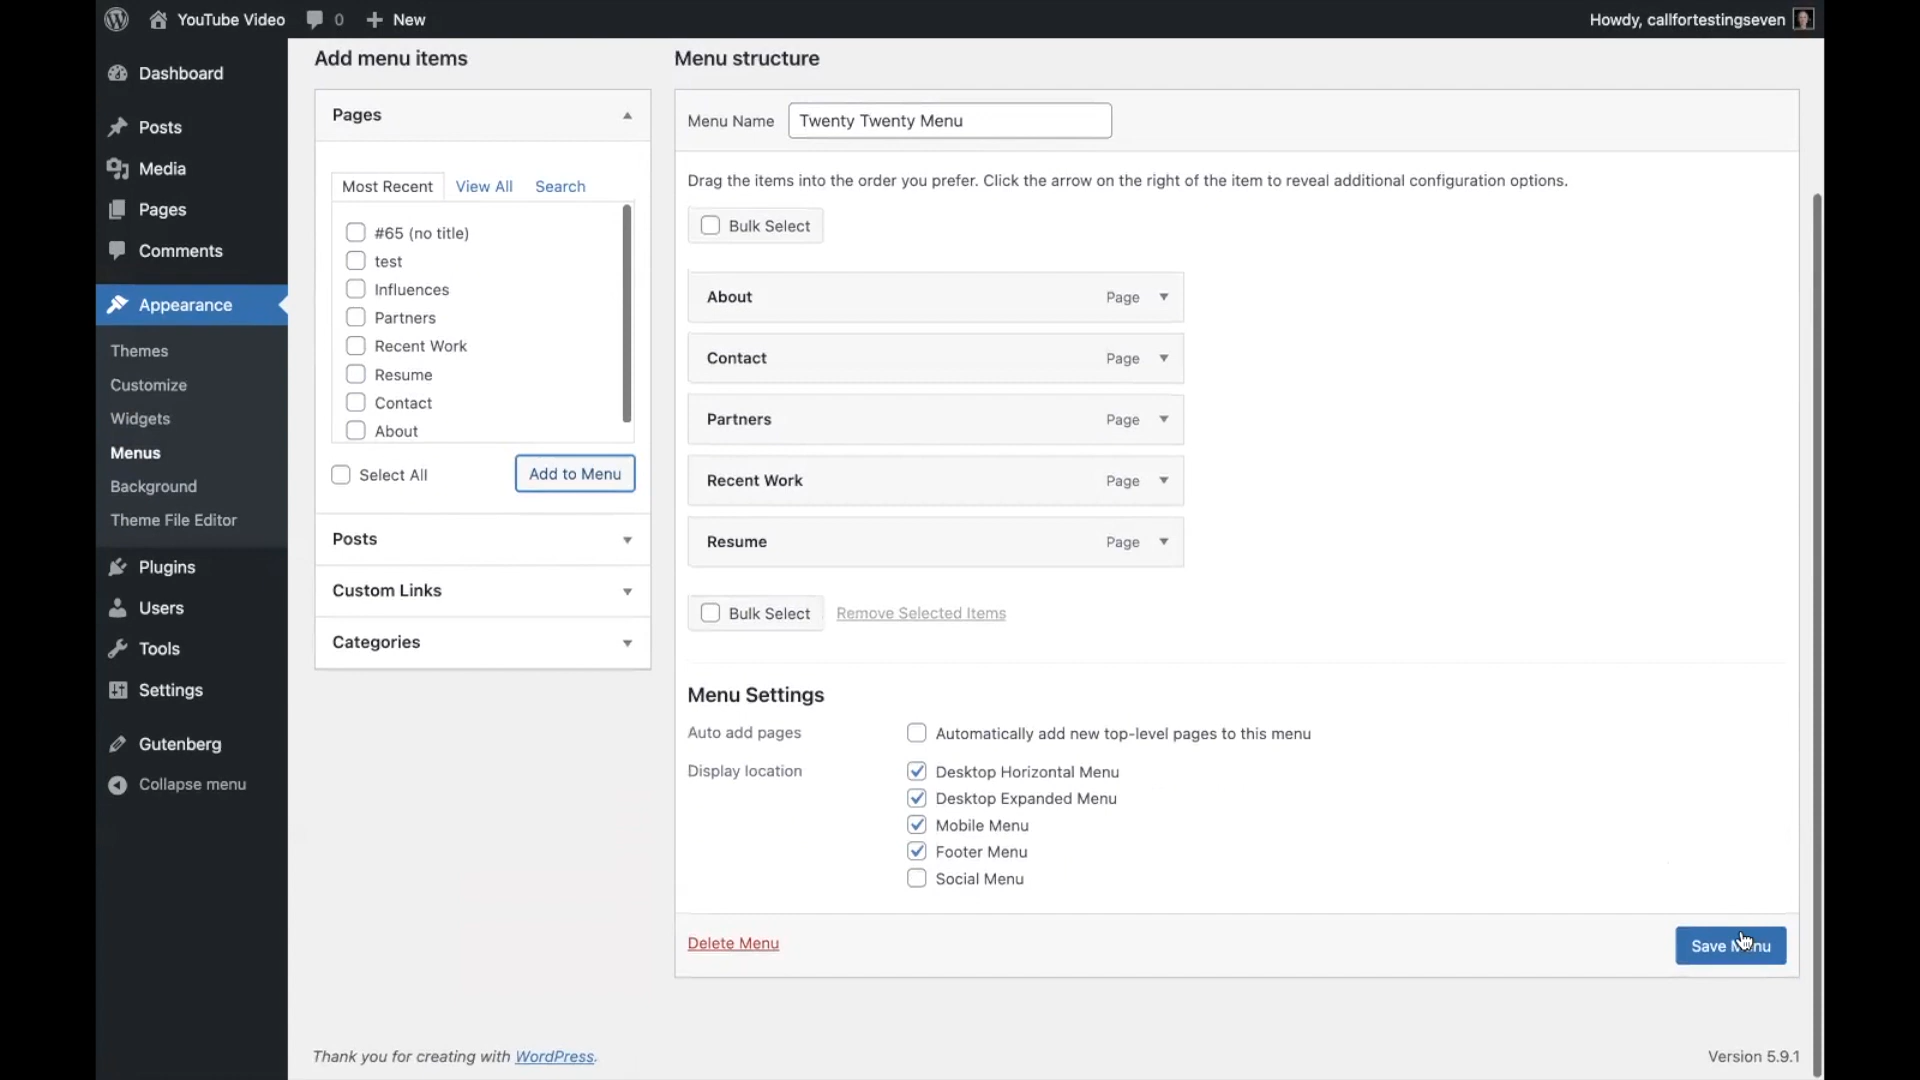 YouTube Video 0 New Howdy, callfortestingseven
Dashboard
Posts
Media
Pages
Comments
Appearance
Themes
Customize
Widgets
Menus
Background
Theme File Editor
Plugins
Users
Tools
Settings
Gutenberg
Collapse menu
Add menu items
Pages
Most Recent View All Search
#65 (no title)
test
Influences
Partners
Recent Work
Resume
Contact
About
Select All Add to Menu
Posts
Custom Links
Categories
Menu structure
Menu Name Twenty Twenty Menu
Drag the items into the order you prefer. Click the arrow on the right of the item to reveal additional configuration options.
Bulk Select
About Page
Contact Page
Partners Page
Recent Work Page
Resume Page
Bulk Select Remove Selected Items
Menu Settings
Auto add pages Automatically add new top-level pages to this menu
Display location Desktop Horizontal Menu
Desktop Expanded Menu
Mobile Menu
Footer Menu
Social Menu
Delete Menu Save Menu
Thank you for creating with WordPress. Version 5.9.1